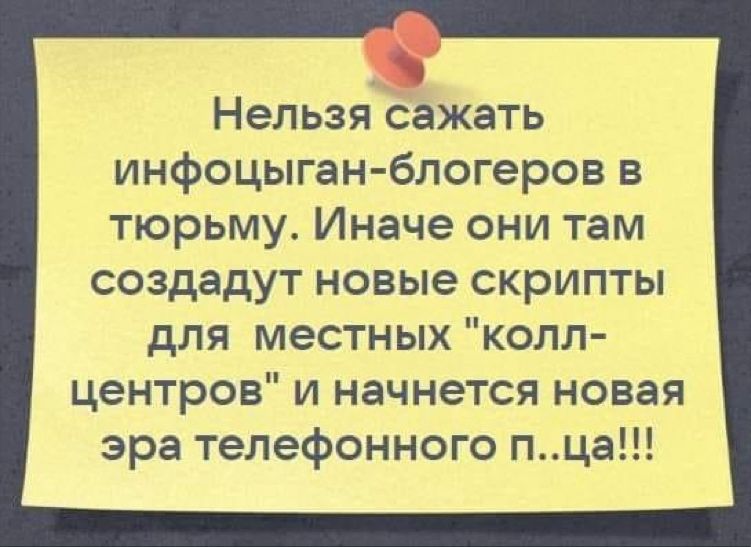 Нельзя сажать
инфоцыган-блогеров в
тюрьму. Иначе они там
создадут новые скрипты
для местных "колл-
центров" и начнется новая
эра телефонного п..ца!!!